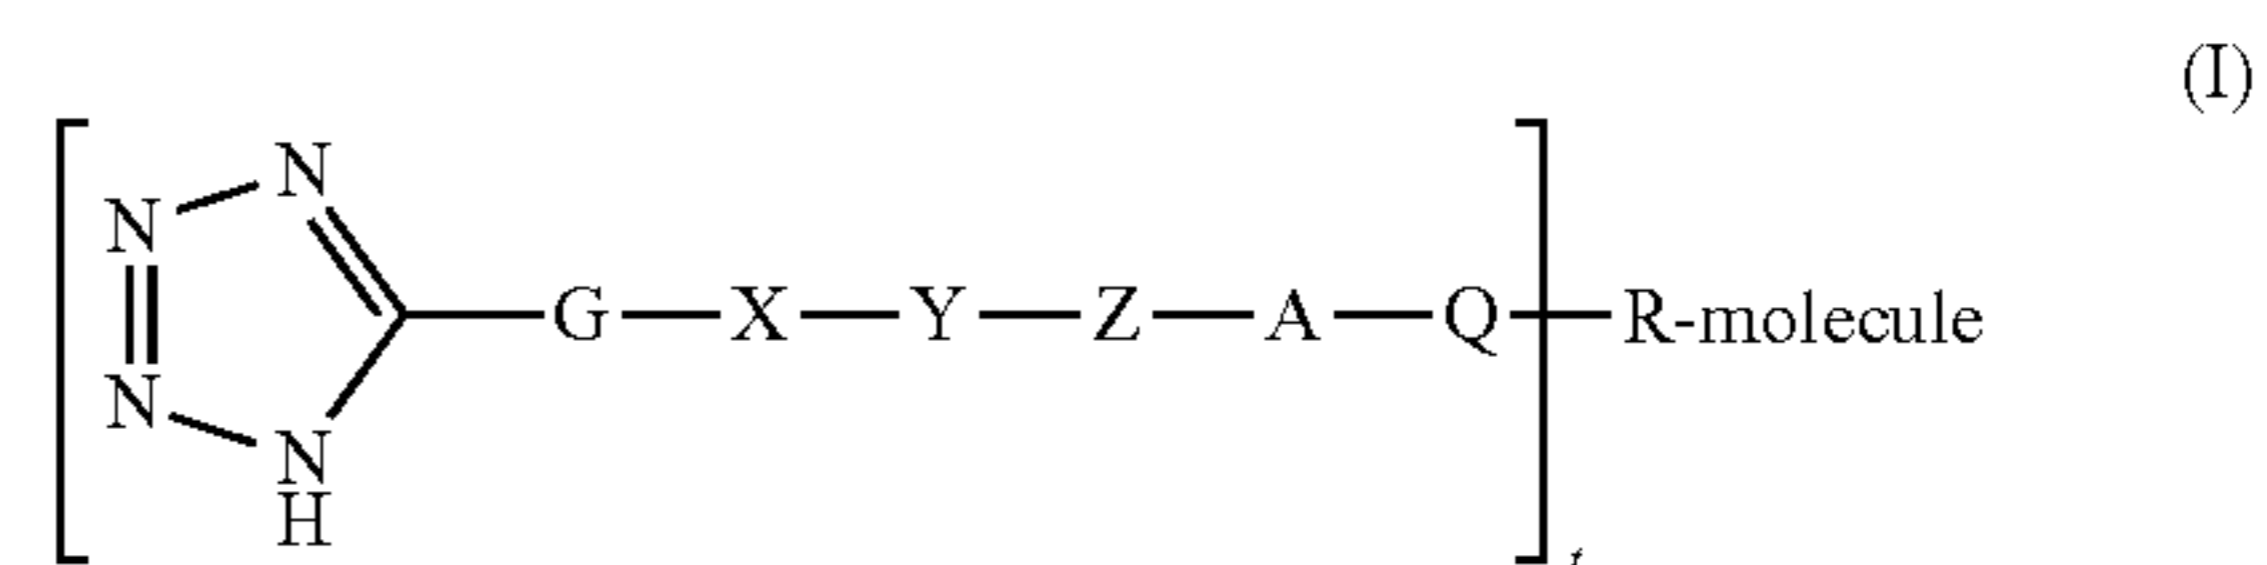 (I)
N
N
G—X—Y—Z—A—Q
R-molecule
N
N
H
t